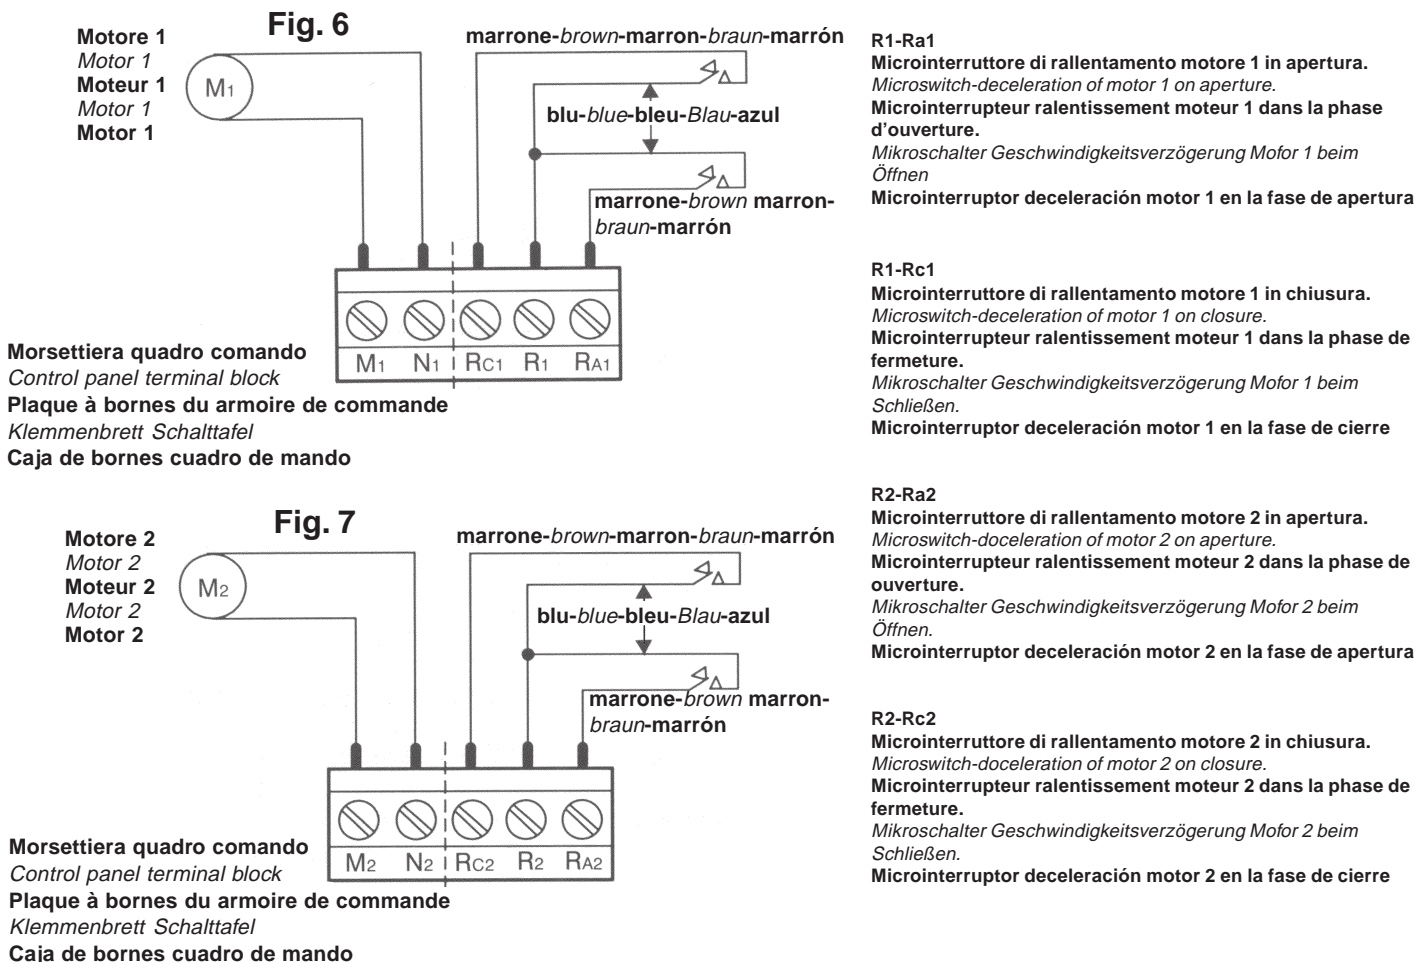 Fig. 6
Motore 1
Motor 1
Moteur 1
Motor 1
Motor 1
M1
marrone-brown-marron-braun-marrón
blu-blue-bleu-Blau-azul
marrone-brown marron-
braun-marrón
M1 N1 RC1 R1 RA1
Morsettiera quadro comando
Control panel terminal block
Plaque à bornes du armoire de commande
Klemmenbrett Schalttafel
Caja de bornes cuadro de mando
R1-Ra1
Microinterruttore di rallentamento motore 1 in apertura.
Microswitch-deceleration of motor 1 on aperture.
Microinterrupteur ralentissement moteur 1 dans la phase
d'ouverture.
Mikroschalter Geschwindigkeitsverzögerung Mofor 1 beim
Öffnen
Microinterruptor deceleración motor 1 en la fase de apertura
R1-Rc1
Microinterruttore di rallentamento motore 1 in chiusura.
Microswitch-deceleration of motor 1 on closure.
Microinterrupteur ralentissement moteur 1 dans la phase de
fermeture.
Mikroschalter Geschwindigkeitsverzögerung Mofor 1 beim
Schließen.
Microinterruptor deceleración motor 1 en la fase de cierre
Fig. 7
Motore 2
Motor 2
Moteur 2
Motor 2
Motor 2
M2
marrone-brown-marron-braun-marrón
blu-blue-bleu-Blau-azul
marrone-brown marron-
braun-marrón
M2 N2 RC2 R2 RA2
Morsettiera quadro comando
Control panel terminal block
Plaque à bornes du armoire de commande
Klemmenbrett Schalttafel
Caja de bornes cuadro de mando
R2-Ra2
Microinterruttore di rallentamento motore 2 in apertura.
Microswitch-doceleration of motor 2 on aperture.
Microinterrupteur ralentissement moteur 2 dans la phase de
ouverture.
Mikroschalter Geschwindigkeitsverzögerung Mofor 2 beim
Öffnen.
Microinterruptor deceleración motor 2 en la fase de apertura
R2-Rc2
Microinterruttore di rallentamento motore 2 in chiusura.
Microswitch-doceleration of motor 2 on closure.
Microinterrupteur ralentissement moteur 2 dans la phase de
fermeture.
Mikroschalter Geschwindigkeitsverzögerung Mofor 2 beim
Schließen.
Microinterruptor deceleración motor 2 en la fase de cierre